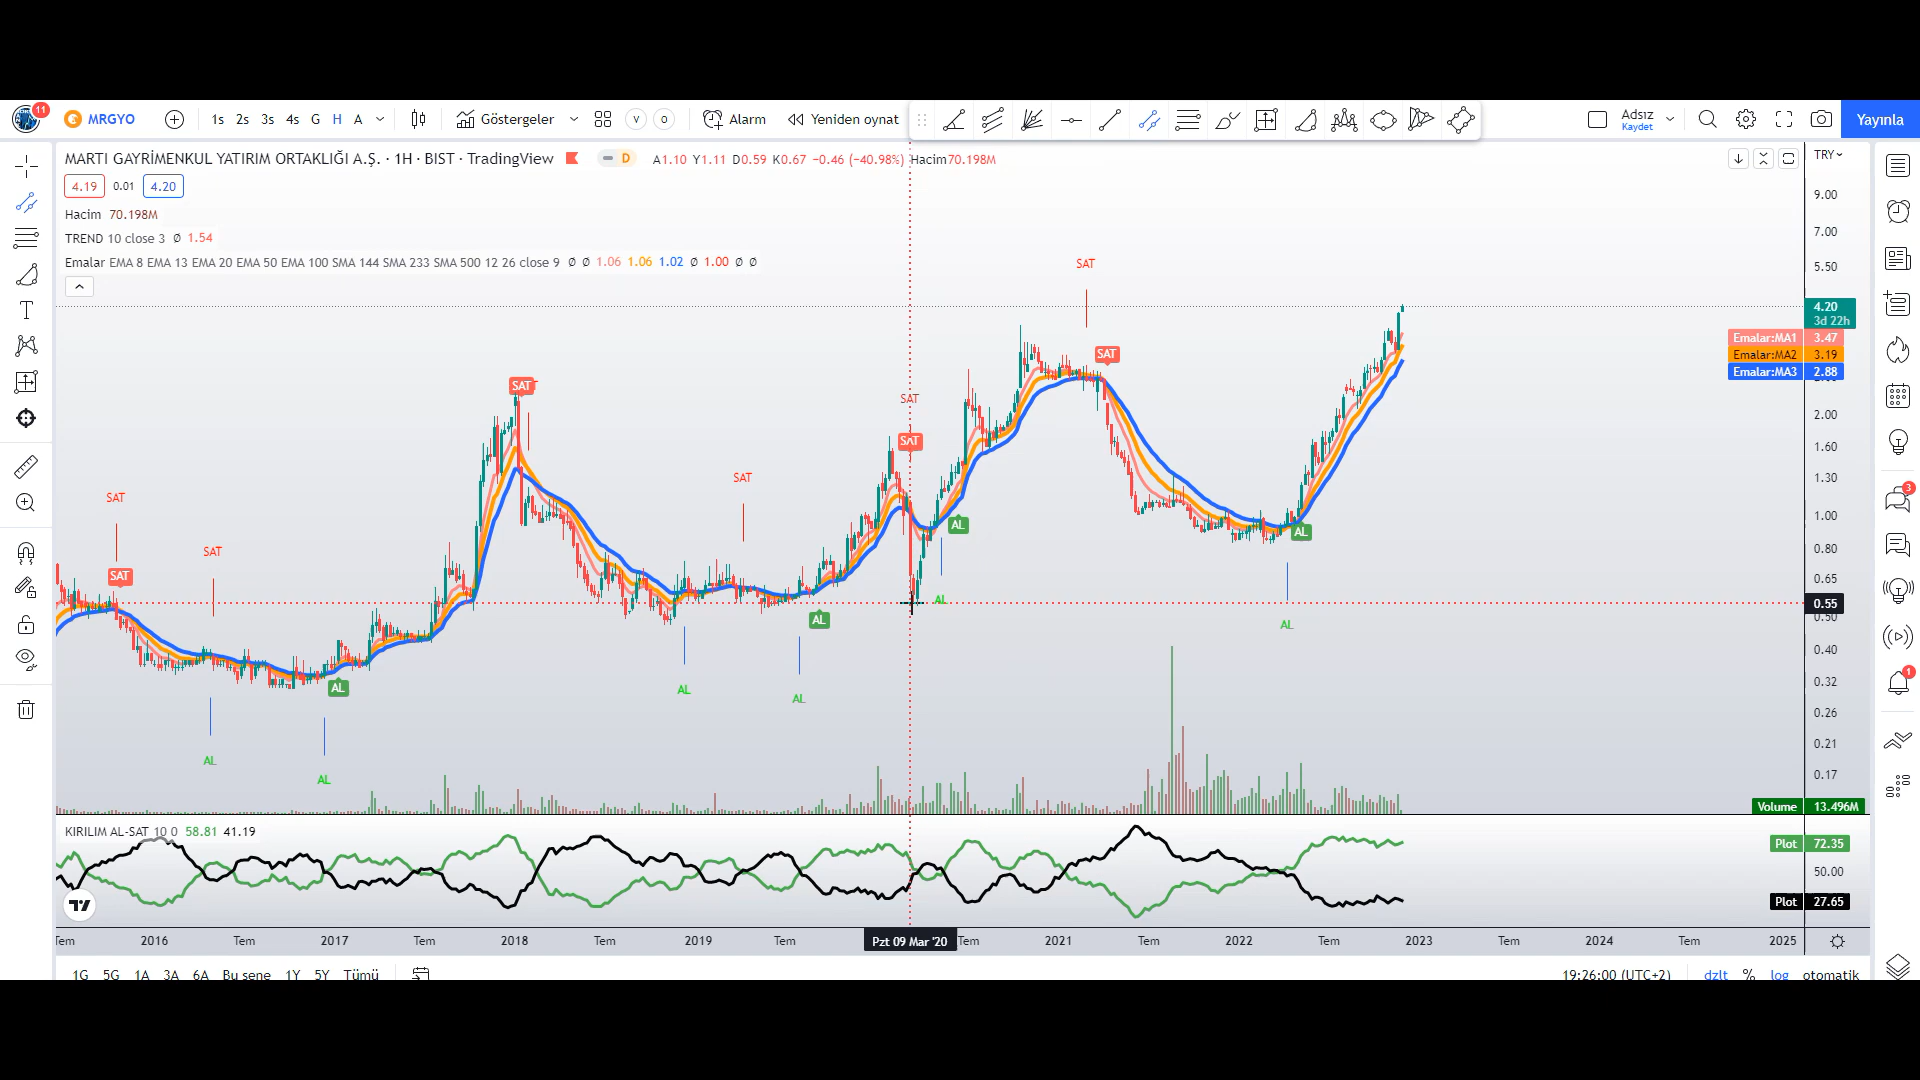 11
MRGYO
1s 2s 3s 4s G H A
Göstergeler
V O
Alarm
Yeniden oynat
Adsız
Kaydet
Yayınla
MARTI GAYRİMENKUL YATIRIM ORTAKLIĞI A.Ş. · 1H · BIST · TradingView
D
A1.10 Y1.11 D0.59 K0.67 −0.46 (−40.98%) Hacim70.198M
TRY
4.19 0.01 4.20
Hacim 70.198M
TREND 10 close 3 Ø 1.54
Emalar EMA 8 EMA 13 EMA 20 EMA 50 EMA 100 SMA 144 SMA 233 SMA 500 12 26 close 9 Ø Ø 1.06 1.06 1.02 Ø 1.00 Ø Ø
9.00
7.00
5.50
4.20
3d 22h
Emalar:MA1 3.47
Emalar:MA2 3.19
Emalar:MA3 2.88
2.00
1.60
1.30
1.00
0.80
0.65
0.55
0.50
0.40
0.32
0.26
0.21
0.17
Volume 13.496M
SAT
SAT
SAT
SAT
SAT
SAT
SAT
SAT
SAT
SAT
AL
AL
AL
AL
AL
AL
AL
AL
AL
AL
3
1
KIRILIM AL-SAT 10 0 58.81 41.19
Plot 72.35
50.00
Plot 27.65
Tem 2016 Tem 2017 Tem 2018 Tem 2019 Tem Pzt 09 Mar '20 Tem 2021 Tem 2022 Tem 2023 Tem 2024 Tem 2025
1G 5G 1A 3A 6A Bu sene 1Y 5Y Tümü
19:26:00 (UTC+2) dzlt % log otomatik